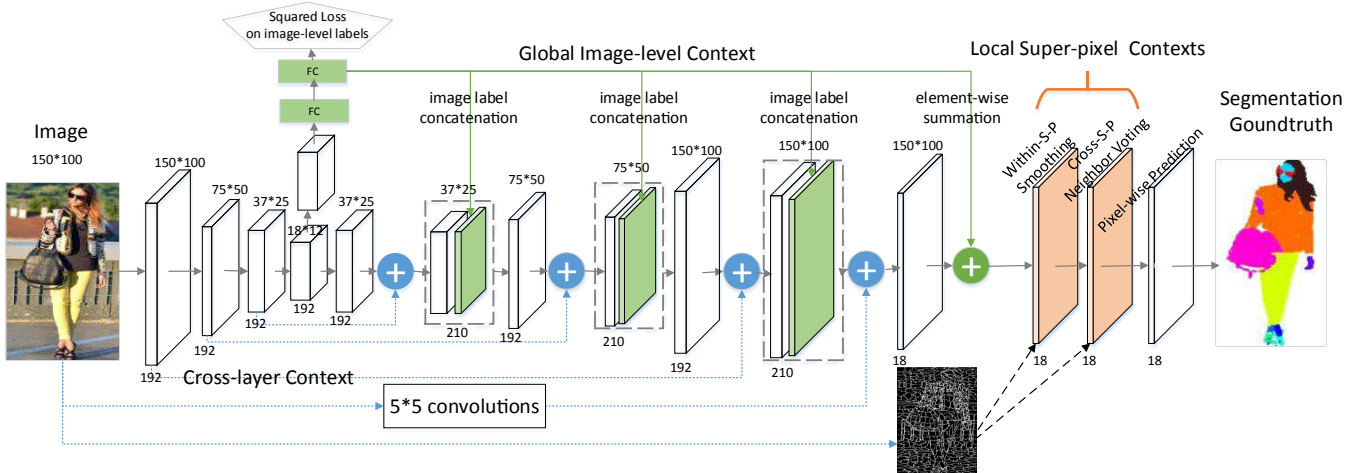 Squared Loss
on image-level labels
FC
FC
Global Image-level Context
Local Super-pixel Contexts
image label
concatenation
image label
concatenation
image label
concatenation
element-wise
summation
Segmentation
Goundtruth
Image
150*100
150*100
75*50
37*25
18*12
37*25
37*25
75*50
75*50
150*100
150*100
150*100
Within-S-P
Smoothing
Cross-S-P
Neighbor Voting
Pixel-wise Prediction
+
+
+
+
+
192
192
192
192
192
210
192
210
192
210
18
18
18
18
Cross-layer Context
5*5 convolutions